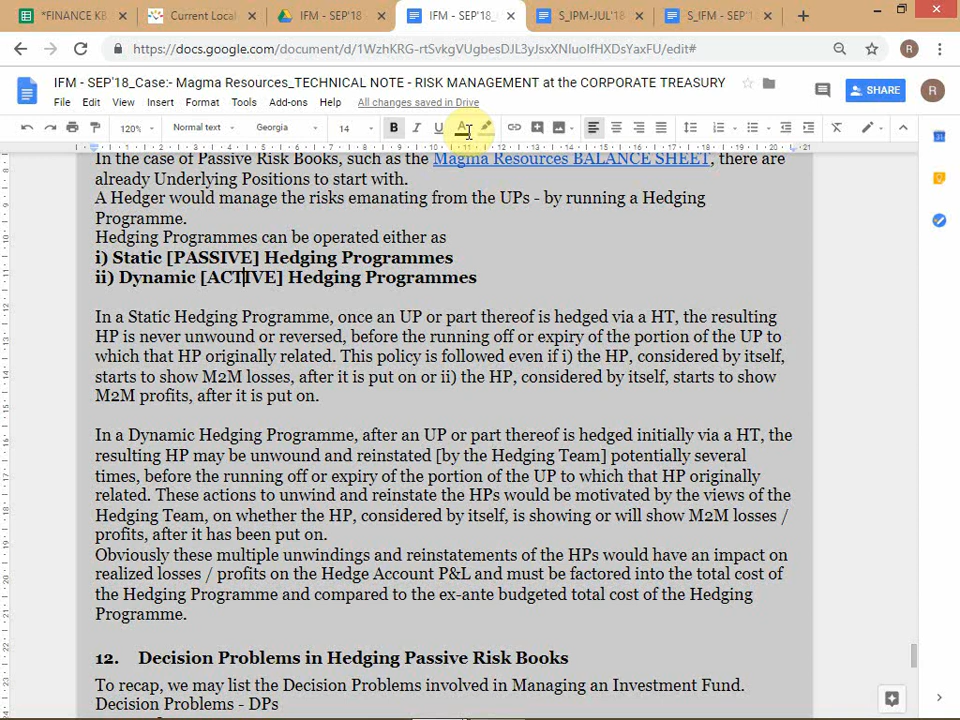 *FINANCE KB
Current Local
IFM - SEP'18
IFM - SEP'18_
S_IPM-JUL'18
S_IFM - SEP'1
https://docs.google.com/document/d/1WzhKRG-rtSvkgVUgbesDJL3yJsxXNIuoIfHXDsYaxFU/edit#
R
IFM - SEP'18_Case:- Magma Resources_TECHNICAL NOTE - RISK MANAGEMENT at the CORPORATE TREASURY
SHARE
R
File Edit View Insert Format Tools Add-ons Help All changes saved in Drive
120% Normal text Georgia 14 B I U A
In the case of Passive Risk Books, such as the Magma Resources BALANCE SHEET, there are
already Underlying Positions to start with.
A Hedger would manage the risks emanating from the UPs - by running a Hedging
Programme.
Hedging Programmes can be operated either as
i) Static [PASSIVE] Hedging Programmes
ii) Dynamic [ACTIVE] Hedging Programmes
In a Static Hedging Programme, once an UP or part thereof is hedged via a HT, the resulting
HP is never unwound or reversed, before the running off or expiry of the portion of the UP to
which that HP originally related. This policy is followed even if i) the HP, considered by itself,
starts to show M2M losses, after it is put on or ii) the HP, considered by itself, starts to show
M2M profits, after it is put on.
In a Dynamic Hedging Programme, after an UP or part thereof is hedged initially via a HT, the
resulting HP may be unwound and reinstated [by the Hedging Team] potentially several
times, before the running off or expiry of the portion of the UP to which that HP originally
related. These actions to unwind and reinstate the HPs would be motivated by the views of the
Hedging Team, on whether the HP, considered by itself, is showing or will show M2M losses /
profits, after it has been put on.
Obviously these multiple unwindings and reinstatements of the HPs would have an impact on
realized losses / profits on the Hedge Account P&L and must be factored into the total cost of
the Hedging Programme and compared to the ex-ante budgeted total cost of the Hedging
Programme.
12. Decision Problems in Hedging Passive Risk Books
To recap, we may list the Decision Problems involved in Managing an Investment Fund.
Decision Problems - DPs